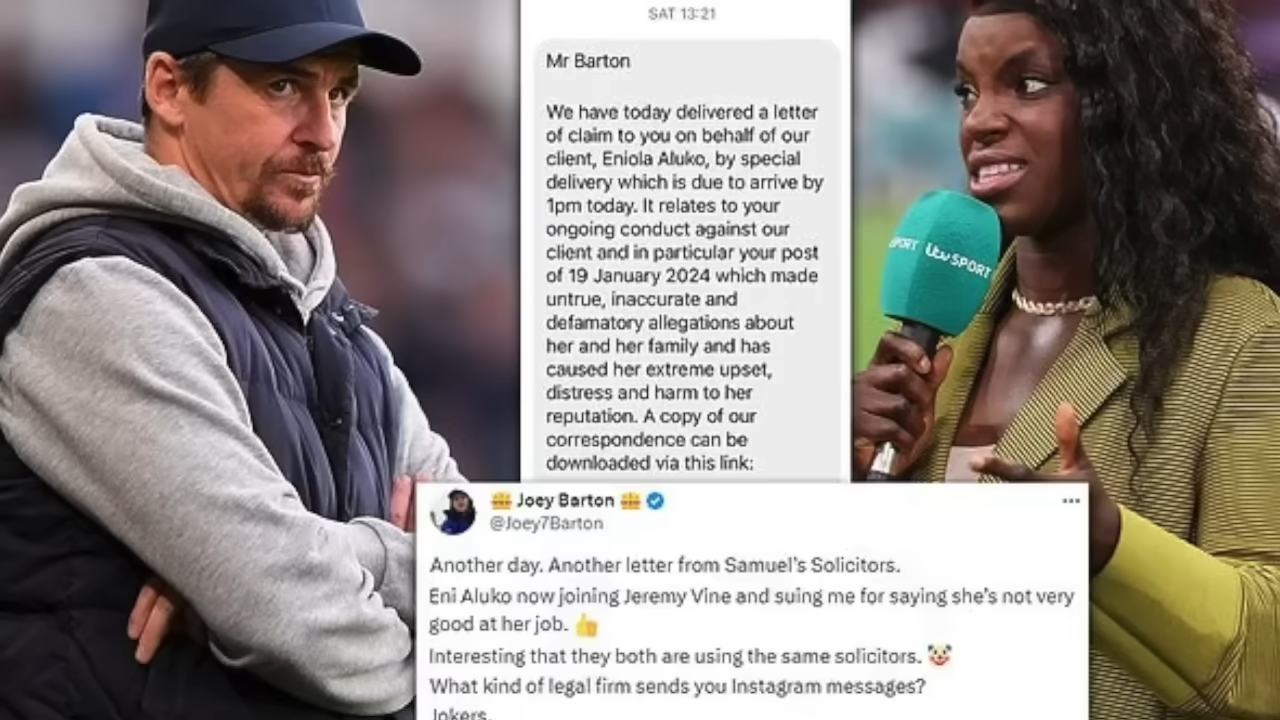 SAT 13:21
Mr Barton
We have today delivered a letter
of claim to you on behalf of our
client, Eniola Aluko, by special
delivery which is due to arrive by
1pm today. It relates to your
ongoing conduct against our
client and in particular your post
of 19 January 2024 which made
untrue, inaccurate and
defamatory allegations about
her and her family and has
caused her extreme upset,
distress and harm to her
reputation. A copy of our
correspondence can be
downloaded via this link:
SPORT itv SPORT
👑 Joey Barton 👑
@Joey7Barton
Another day. Another letter from Samuel's Solicitors.
Eni Aluko now joining Jeremy Vine and suing me for saying she's not very
good at her job. 👍
Interesting that they both are using the same solicitors. 🤡
What kind of legal firm sends you Instagram messages?
Jokers.